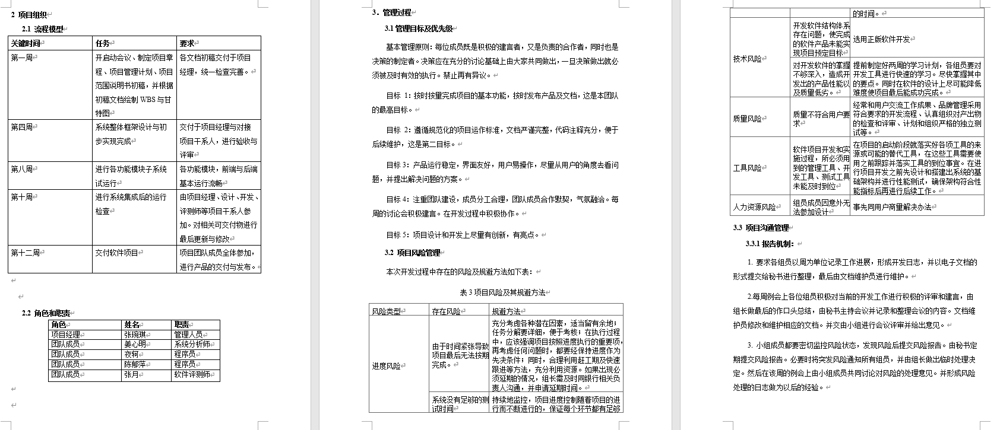 2 项目组织
2.1 流程模型
关键时间 任务 要求
第一周 开启动会议、制定项目章 各文档初稿交付于项目
程、项目管理计划、项目 经理，统一检查完善。
范围说明书初稿，并根据
初稿文档绘制 WBS 与甘
特图
第四周 系统整体框架设计与初 交付于项目经理与对接
步实现完成 项目干系人，进行验收与
评审
第八周 进行各功能模块子系统 各功能模块，前端与后端
试运行 基本运行流畅
第十周 进行系统集成后的运行 由项目经理、设计、开发、
检查 评测师等项目干系人参
加。对相关可交付物进行
最后更新与修改
第十二周 交付软件项目 项目团队成员全体参加，
进行产品的交付与发布。
2.2 角色和职责
角色 姓名 职责
项目经理 张琬琪 管理人员
团队成员 姜心明 系统分析师
团队成员 夜轲 程序员
团队成员 陈郁萍 程序员
团队成员 张月 软件评测师
3．管理过程
3.1 管理目标及优先级
基本管理原则：每位成员既是积极的建言者，又是负责的合作者，同时也是
决策的制定者。决策应在充分的讨论基础上由大家共同做出，一旦决策做出就必
须被及时有效的执行。禁止再有异议。
目标 1：按时按量完成项目的基本功能，按时发布产品及文档，这是本团队
的最高目标。
目标 2：遵循规范化的项目运作标准，文档严谨完整，代码注释充分，便于
后续维护，这是第二目标。
目标 3：产品运行稳定，界面友好，用户易操作，尽量从用户的角度去看问
题，并提出解决问题的方案。
目标 4：注重团队建设，成员分工合理，团队成员合作默契，气氛融洽。每
周的讨论会积极建言。在开发过程中积极协作。
目标 5：项目设计和开发上尽量有创新，有亮点。
3.2 项目风险管理
本次开发过程中存在的风险及规避方法如下表：
表 3 项目风险及其规避方法
风险类型 存在风险 规避方法
进度风险
由于时间紧张导致
项目最后无法按期
完成。
充分考虑各种潜在因素，适当留有余地；
任务分解要详细，便于考核；在执行过程
中，应该强调项目按照进度执行的重要项，
再考虑任何问题时，都要经保持进度作为
先决条件；同时，合理利用赶工期及快速
跟进等方法，充分利用资源。如果出现必
须延期的情况，组长需及时同银行相关负
责人沟通，并申请延期时间。
系统没有足够的测
试时间
持续地监控，项目进度控制随着项目的进
行而不断进行的，保证每个环节都有足够
的时间。
技术风险
开发软件结构体系
存在问题，使完成
的软件产品未能实
现项目预定目标
选用正版软件开发
对开发软件的掌握
不够深入，造成开
发出的产品性能以
及质量低劣。
提前制定好两周的学习计划，各组员要对
开发工具进行快速的学习。尽快掌握其中
的要点。同时在软件的设计上尽可能降低
难度使项目最后能成功完成。
质量风险
质量不符合用户要
求
经常和用户交流工作成果、品牌管理采用
符合要求的开发流程、认真组织对产出物
的检查和评审、计划和组织严格的独立测
试等。
工具风险
软件项目开发和实
施过程，所必须用
到的管理工具、开
发工具、测试工具
未能及时到位
在项目的启动阶段就落实好各项工具的来
源或可能的替代工具，在这些工具需要使
用之前跟踪并落实工具的到位事宜。在进
行项目开发之前先设计和搭建出系统的基
础架构并进行性能测试，确保架构符合性
能指标后再进行后续工作。
人力资源风险
组员成员因意外无
法参加设计
事先同用户商量解决办法
3.3 项目沟通管理
3.3.1 报告机制：
1. 要求各组员以周为单位记录工作进展，形成开发日志，并以电子文档的
形式提交给秘书进行整理，最后由文档维护员进行维护。
2.每周例会上各位组员积极对当前的开发工作进行积极的评审和建言，由
组长做最后的作口头总结，由秘书主持会议并记录和整理会议的内容。文档维
护员修改和维护相应的文档。并交由小组进行会议评审并给出意见。
3. 小组成员都要密切监控风险状态，发现风险后提交风险报告。由秘书定
期提交风险报告。必要时将突发风险通知所有组员，并由组长做出临时处理决
定。然后在该周的例会上由小组成员共同讨论对风险的处理意见。并形成风险
处理的日志做为以后的经验。